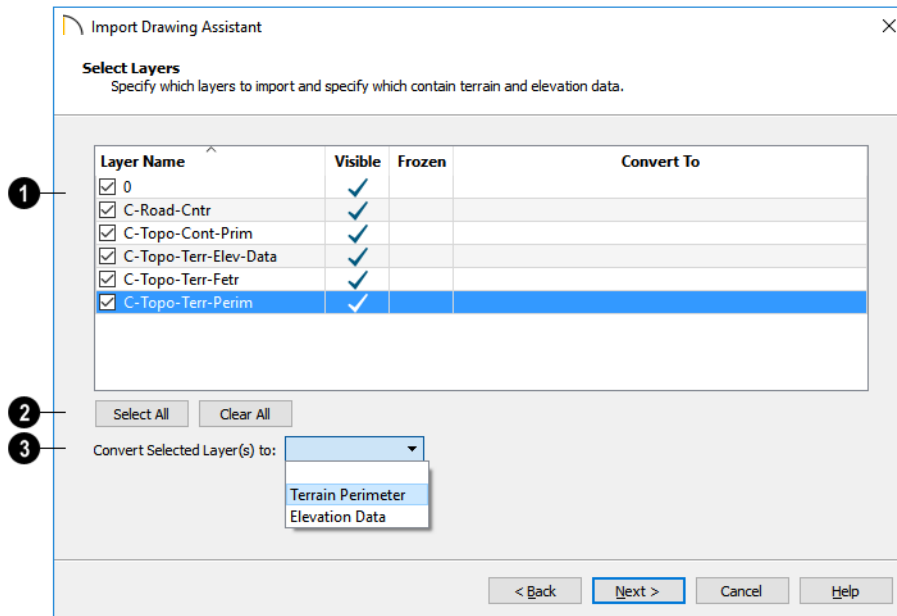 Import Drawing Assistant
Select Layers
Specify which layers to import and specify which contain terrain and elevation data.
Layer Name Visible Frozen Convert To
1
0
C-Road-Cntr
C-Topo-Cont-Prim
C-Topo-Terr-Elev-Data
C-Topo-Terr-Fetr
C-Topo-Terr-Perim
2 Select All Clear All
3 Convert Selected Layer(s) to:
Terrain Perimeter
Elevation Data
< Back Next > Cancel Help